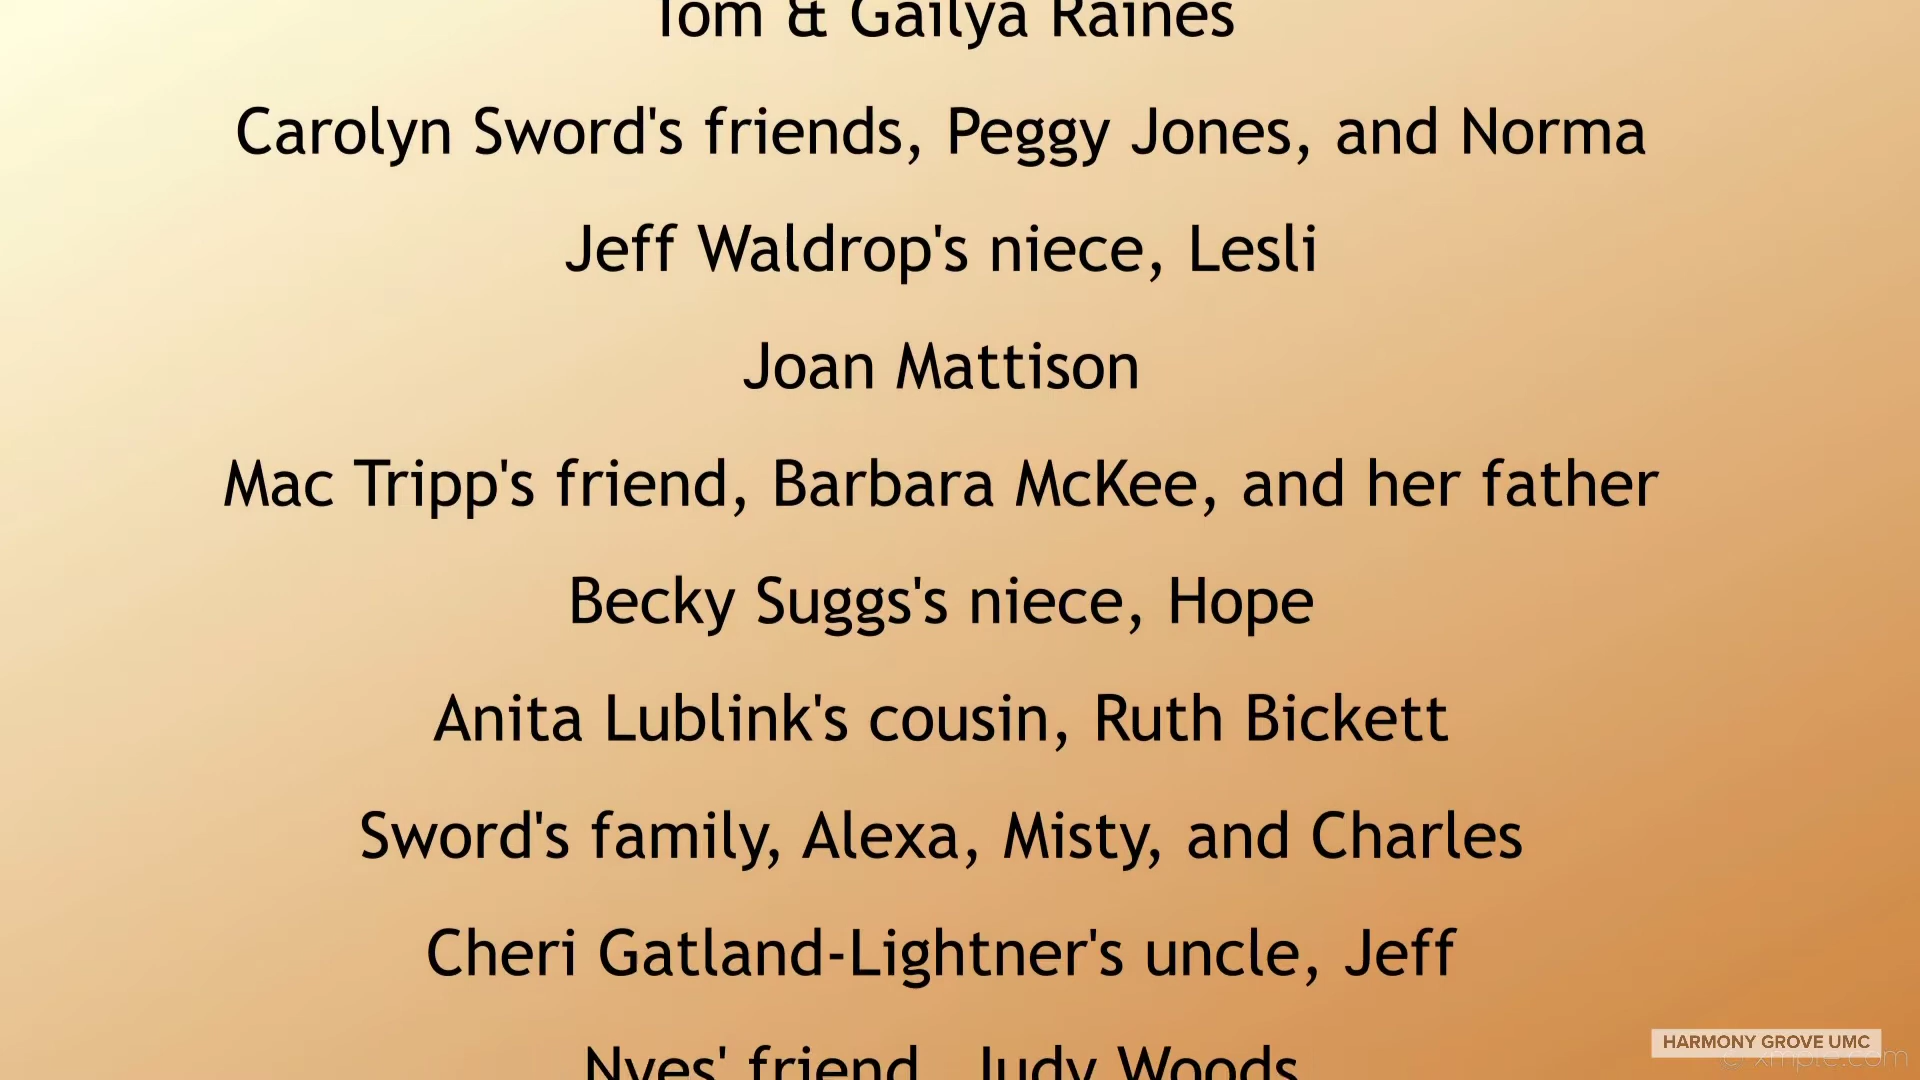 Tom & Gailya Raines
Carolyn Sword's friends, Peggy Jones, and Norma
Jeff Waldrop's niece, Lesli
Joan Mattison
Mac Tripp's friend, Barbara McKee, and her father
Becky Suggs's niece, Hope
Anita Lublink's cousin, Ruth Bickett
Sword's family, Alexa, Misty, and Charles
Cheri Gatland-Lightner's uncle, Jeff
Nyes' friend, Judy Woods
HARMONY GROVE UMC